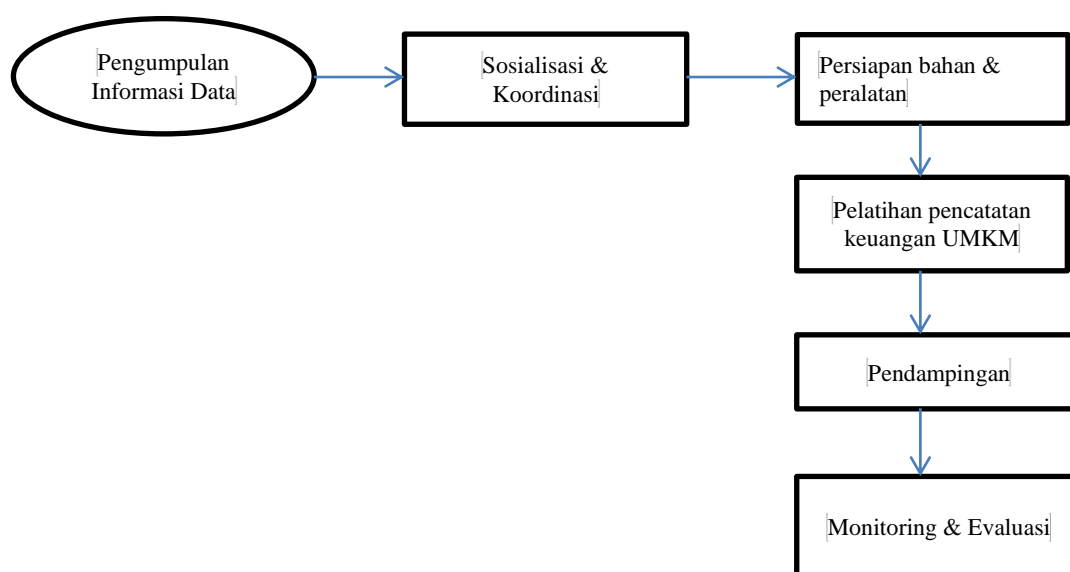 Pengumpulan
Informasi Data
Sosialisasi &
Koordinasi
Persiapan bahan &
peralatan
Pelatihan pencatatan
keuangan UMKM
Pendampingan
Monitoring & Evaluasi